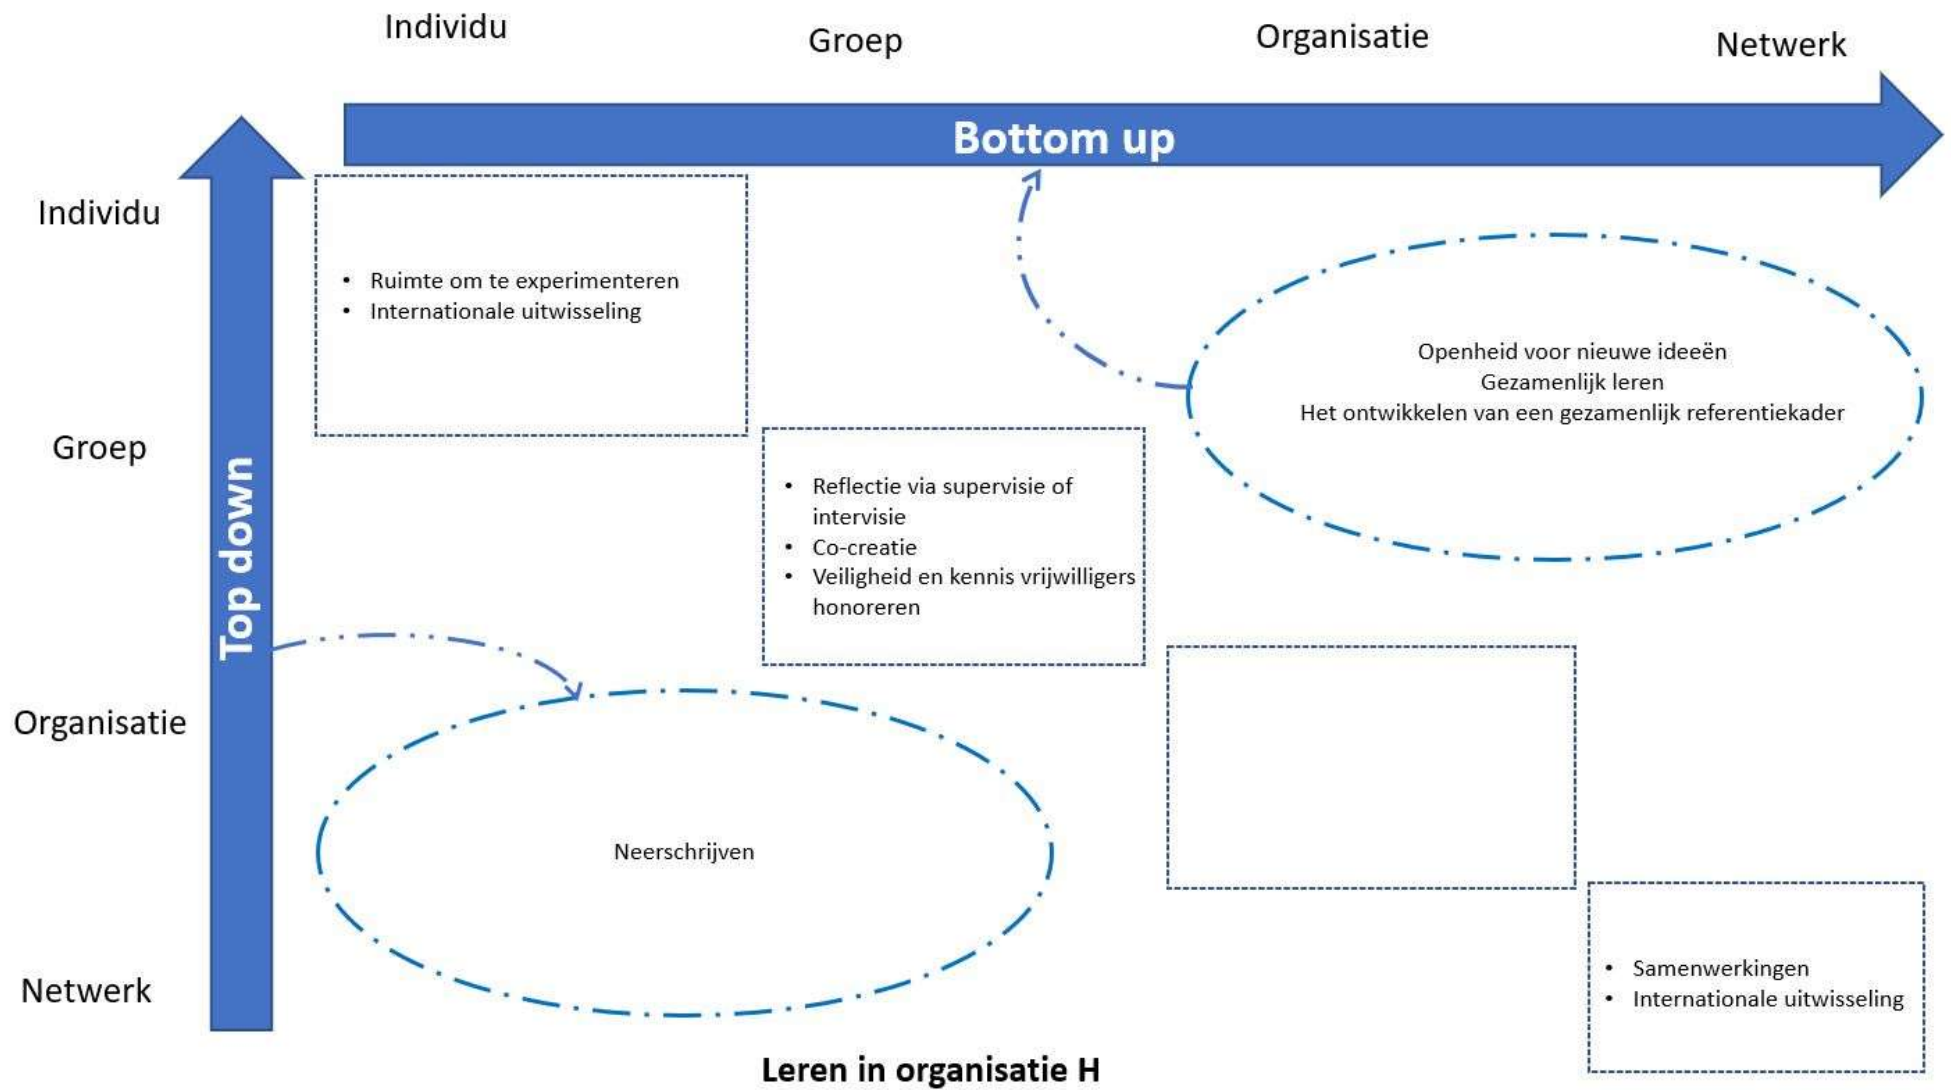 Individu
Groep
Organisatie
Netwerk
Bottom up
Individu
Groep
Organisatie
Netwerk
Top down
• Ruimte om te experimenteren
• Internationale uitwisseling
Openheid voor nieuwe ideeën
Gezamenlijk leren
Het ontwikkelen van een gezamenlijk referentiekader
• Reflectie via supervisie of
intervisie
• Co-creatie
• Veiligheid en kennis vrijwilligers
honoreren
Neerschrijven
• Samenwerkingen
• Internationale uitwisseling
Leren in organisatie H